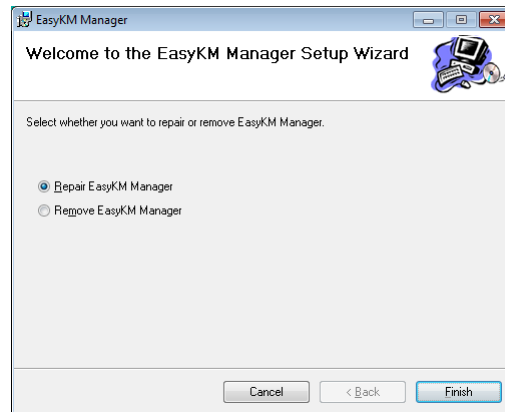 EasyKM Manager
Welcome to the EasyKM Manager Setup Wizard
Select whether you want to repair or remove EasyKM Manager.
Repair EasyKM Manager
Remove EasyKM Manager
Cancel
< Back
Finish